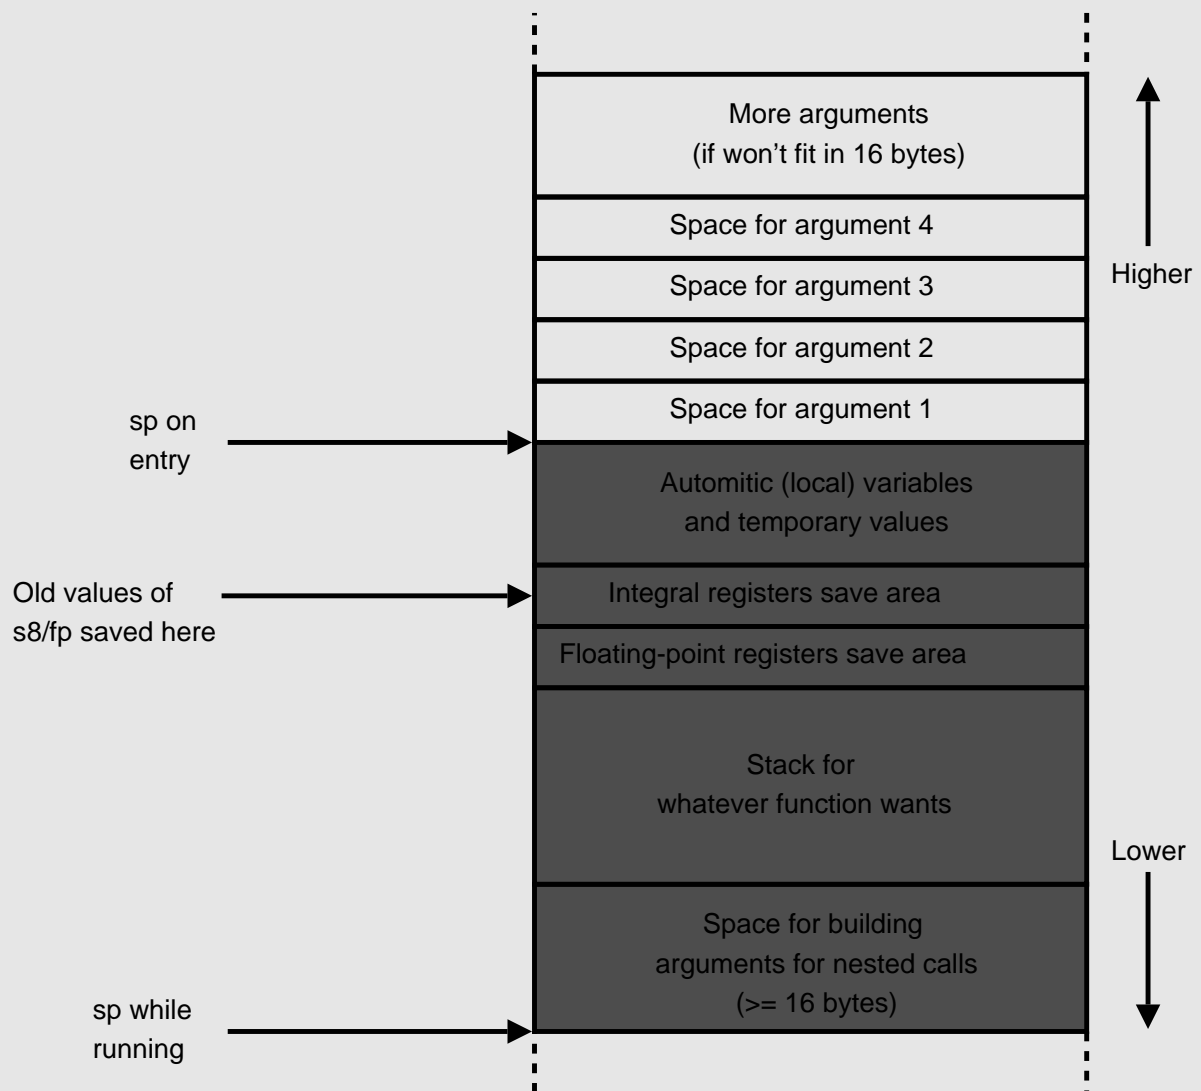 More arguments
(if won’t fit in 16 bytes)
Space for argument 4
Higher
Space for argument 3
Space for argument 2
Space for argument 1
sp on
entry
Automitic (local) variables
and temporary values
Old values of
s8/fp saved here
Integral registers save area
Floating-point registers save area
Stack for
whatever function wants
Lower
Space for building
arguments for nested calls
(>= 16 bytes)
sp while
running